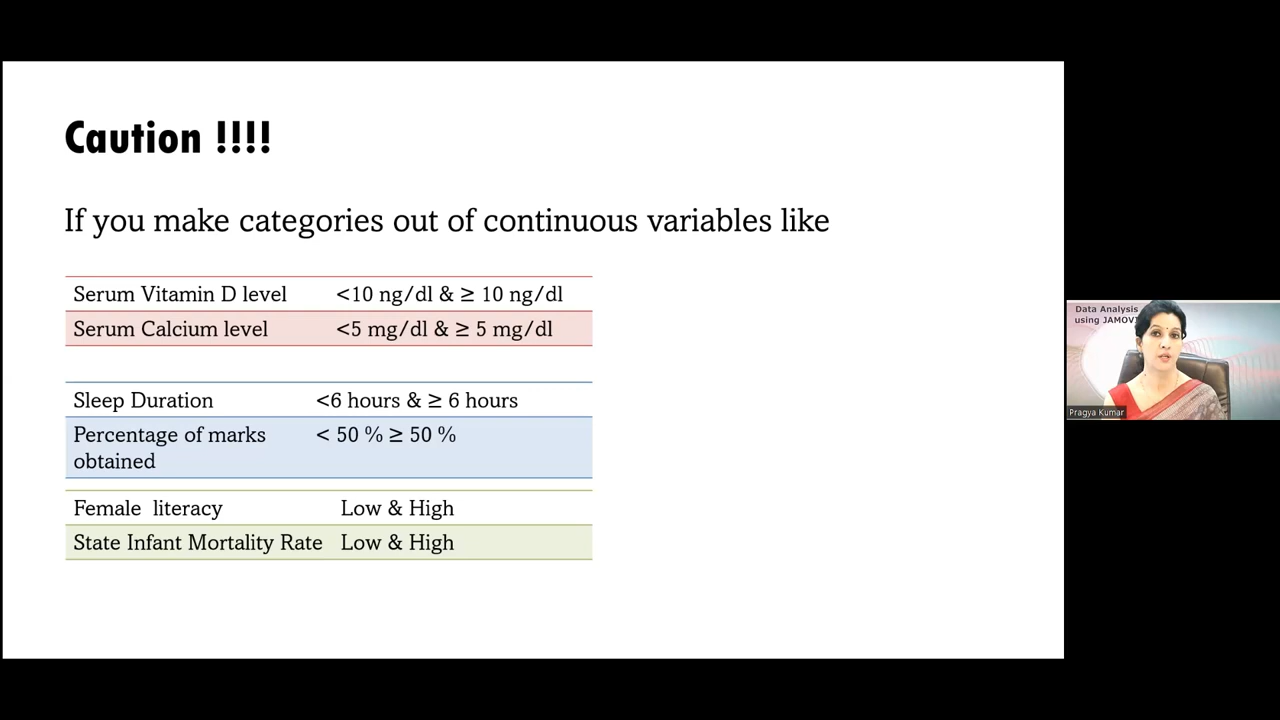 Caution !!!!
If you make categories out of continuous variables like
Serum Vitamin D level <10 ng/dl & ≥ 10 ng/dl
Serum Calcium level <5 mg/dl & ≥ 5 mg/dl
Sleep Duration <6 hours & ≥ 6 hours
Percentage of marks < 50 % ≥ 50 %
obtained
Female literacy Low & High
State Infant Mortality Rate Low & High
Data Analysis
using JAMOVI
Pragya Kumar